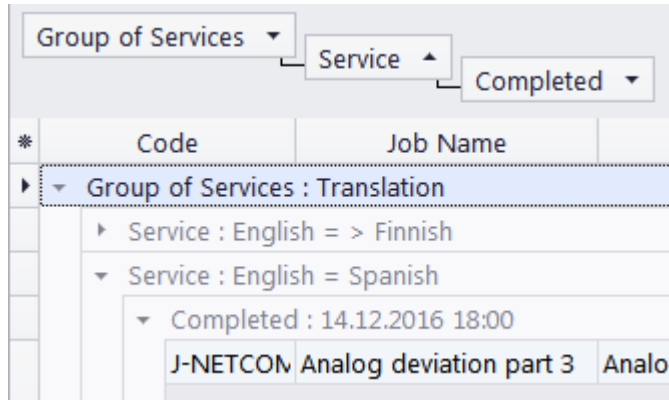 Group of Services
Service
Completed
Code Job Name
Group of Services : Translation
Service : English = > Finnish
Service : English = Spanish
Completed : 14.12.2016 18:00
J-NETCOM Analog deviation part 3 Analo